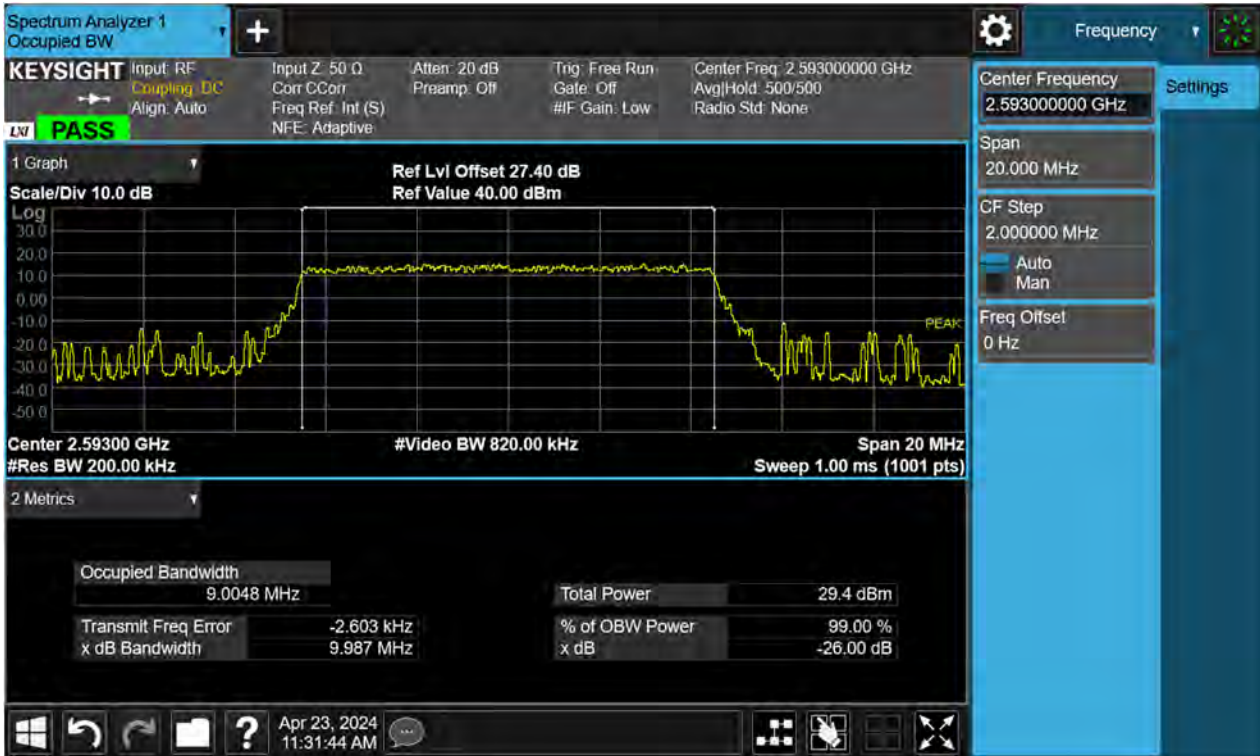 Spectrum Analyzer 1
Occupied BW
+
Frequency
KEYSIGHT
Input: RF
Coupling: DC
Align: Auto
Input Z: 50 Ω
Corr CCorr
Freq Ref: Int (S)
NFE: Adaptive
Atten: 20 dB
Preamp: Off
Trig: Free Run
Gate: Off
#IF Gain: Low
Center Freq: 2.593000000 GHz
Avg|Hold: 500/500
Radio Std: None
LXI
PASS
Center Frequency
2.593000000 GHz
Settings
Span
20.000 MHz
CF Step
2.000000 MHz
Auto
Man
Freq Offset
0 Hz
1 Graph
Scale/Div 10.0 dB
Ref Lvl Offset 27.40 dB
Ref Value 40.00 dBm
Log
30.0
20.0
10.0
0.00
-10.0
-20.0
-30.0
-40.0
-50.0
PEAK
Center 2.59300 GHz
#Video BW 820.00 kHz
Span 20 MHz
#Res BW 200.00 kHz
Sweep 1.00 ms (1001 pts)
2 Metrics
Occupied Bandwidth
9.0048 MHz
Total Power 29.4 dBm
Transmit Freq Error -2.603 kHz
% of OBW Power 99.00 %
x dB Bandwidth 9.987 MHz
x dB -26.00 dB
?
Apr 23, 2024
11:31:44 AM